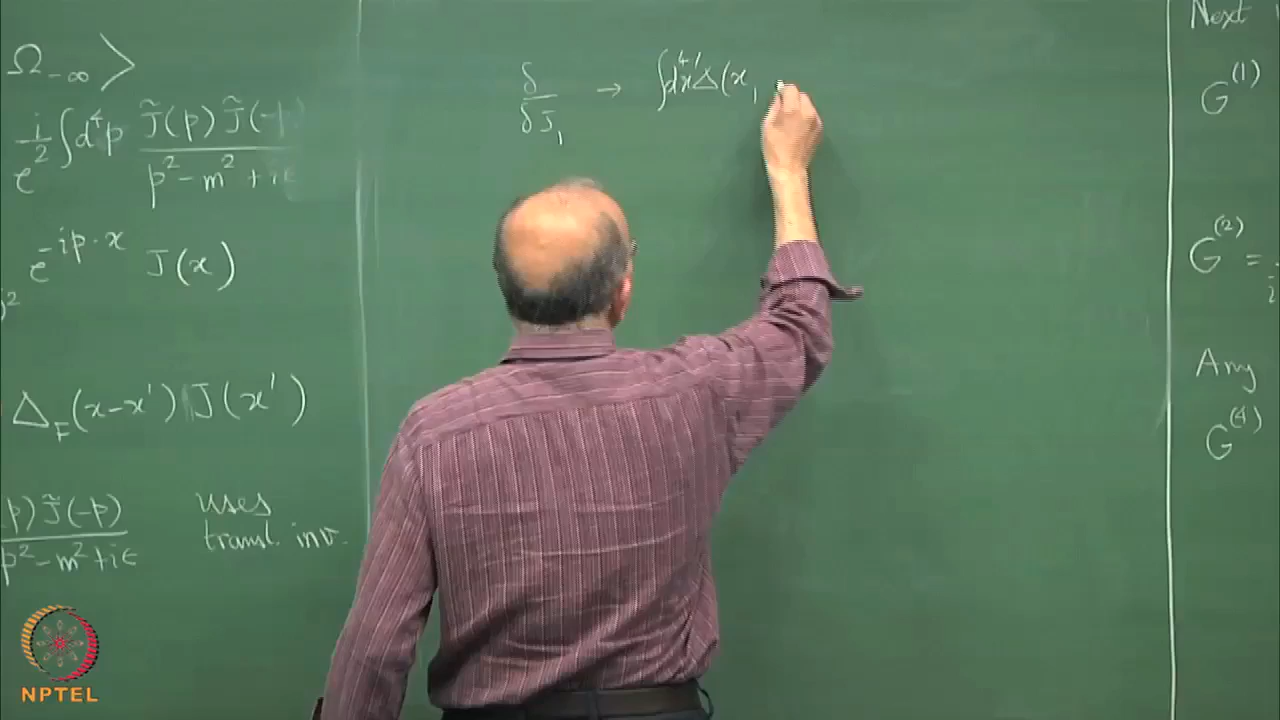 Ω₋∞ >
e^{-i/2 ∫d⁴p J̃(p) J̃(-p) / p² - m² + iε}
e^{-ip·x} J(x)
Δ_F(x-x') J(x')
p) J̃(-p) / p² - m² + iε
uses
transl. inv.
δ/δJ₁ → ∫d⁴x' Δ(x₁
Next
G^{(1)}
G^{(2)} =
Any
G^{(4)}
NPTEL